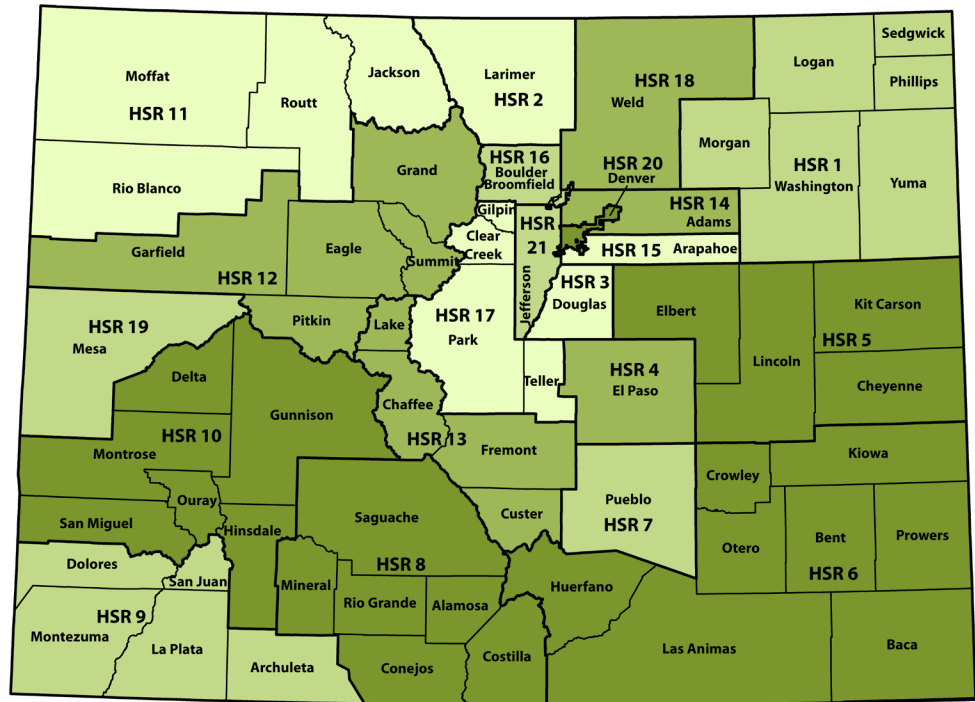 Sedgwick
Phillips
Logan
Moffat
HSR 11
Routt
Jackson
Larimer
HSR 2
HSR 18
Weld
Morgan
HSR 1
Washington
Yuma
Rio Blanco
Grand
HSR 16
Boulder
Broomfield
HSR 20
Denver
Gilpin
HSR
21
Jefferson
HSR 14
Adams
Clear
Creek
HSR 15
Arapahoe
Garfield
HSR 12
Eagle
Summit
HSR 3
Douglas
Elbert
Kit Carson
HSR 5
Lincoln
Cheyenne
HSR 19
Mesa
Pitkin
Lake
HSR 17
Park
Teller
HSR 4
El Paso
Delta
Gunnison
Chaffee
HSR 13
Fremont
HSR 10
Montrose
Kiowa
Crowley
Ouray
San Miguel
Hinsdale
Saguache
HSR 8
Custer
Pueblo
HSR 7
Otero
Bent
HSR 6
Prowers
Dolores
San Juan
Mineral
Rio Grande
Alamosa
Huerfano
HSR 9
Montezuma
La Plata
Archuleta
Conejos
Costilla
Las Animas
Baca